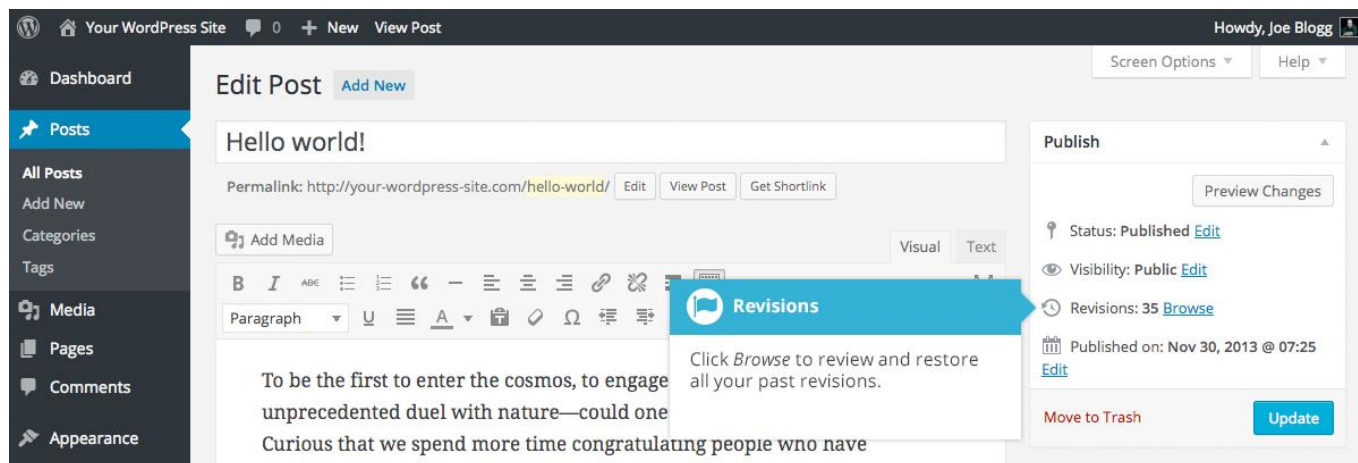 Your WordPress Site 0 + New View Post Howdy, Joe Blogg
Screen Options Help
Dashboard
Posts
All Posts
Add New
Categories
Tags
Media
Pages
Comments
Appearance
Edit Post Add New
Hello world!
Permalink: http://your-wordpress-site.com/hello-world/ Edit View Post Get Shortlink
Add Media
Visual Text
B I ABC
Paragraph U A Ω
To be the first to enter the cosmos, to engage
unprecedented duel with nature—could one
Curious that we spend more time congratulating people who have
Revisions
Click Browse to review and restore
all your past revisions.
Publish
Preview Changes
Status: Published Edit
Visibility: Public Edit
Revisions: 35 Browse
Published on: Nov 30, 2013 @ 07:25
Edit
Move to Trash Update